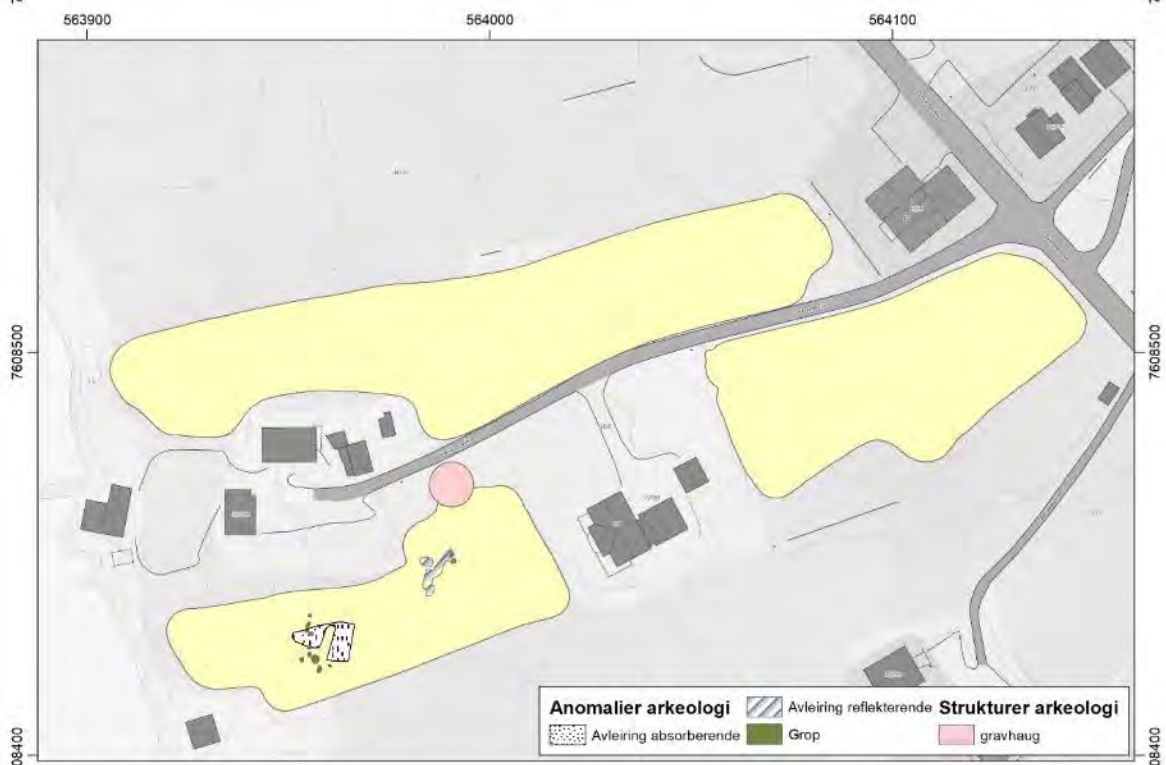 563900 564000 564100
7608500 7608500
Anomalier arkeologi
Avleiring absorberende
Avleiring reflekterende
Grop
Strukturer arkeologi
gravhaug
08400 08400